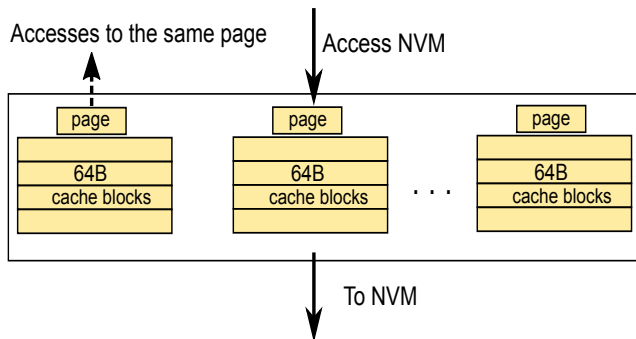 Accesses to the same page
Access NVM
page
page
page
64B
cache blocks
64B
cache blocks
. . .
64B
cache blocks
To NVM